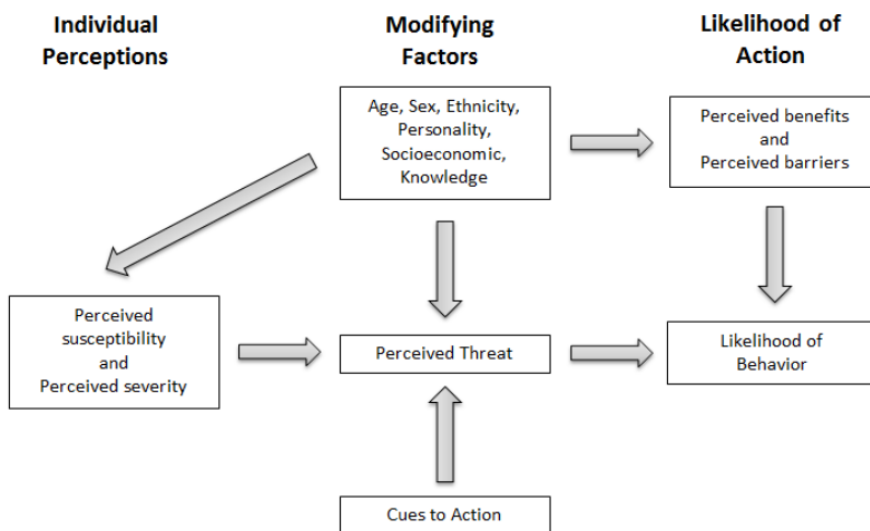 Individual
Perceptions
Modifying
Factors
Likelihood of
Action
Age, Sex, Ethnicity,
Personality,
Socioeconomic,
Knowledge
Perceived benefits
and
Perceived barriers
Perceived
susceptibility
and
Perceived severity
Perceived Threat
Likelihood of
Behavior
Cues to Action